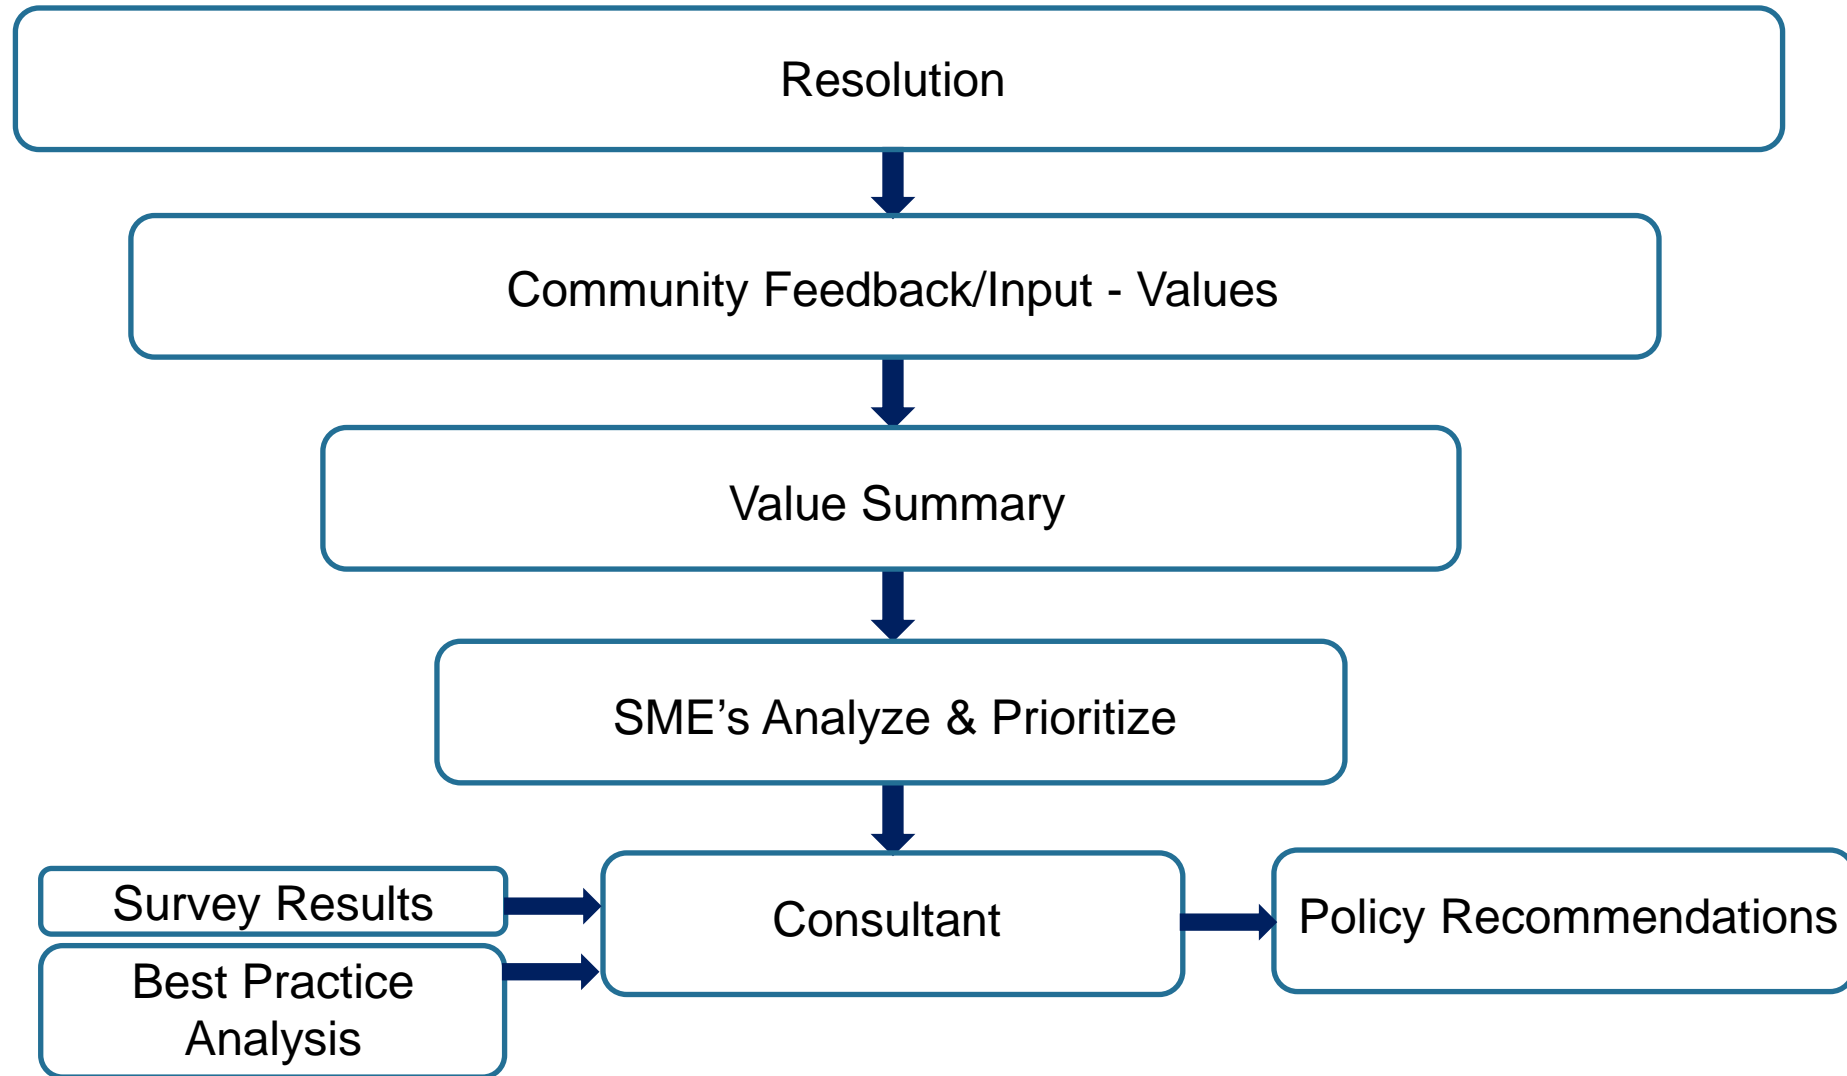 Resolution
Community Feedback/Input - Values
Value Summary
SME’s Analyze & Prioritize
Survey Results
Consultant
Policy Recommendations
Best Practice
Analysis